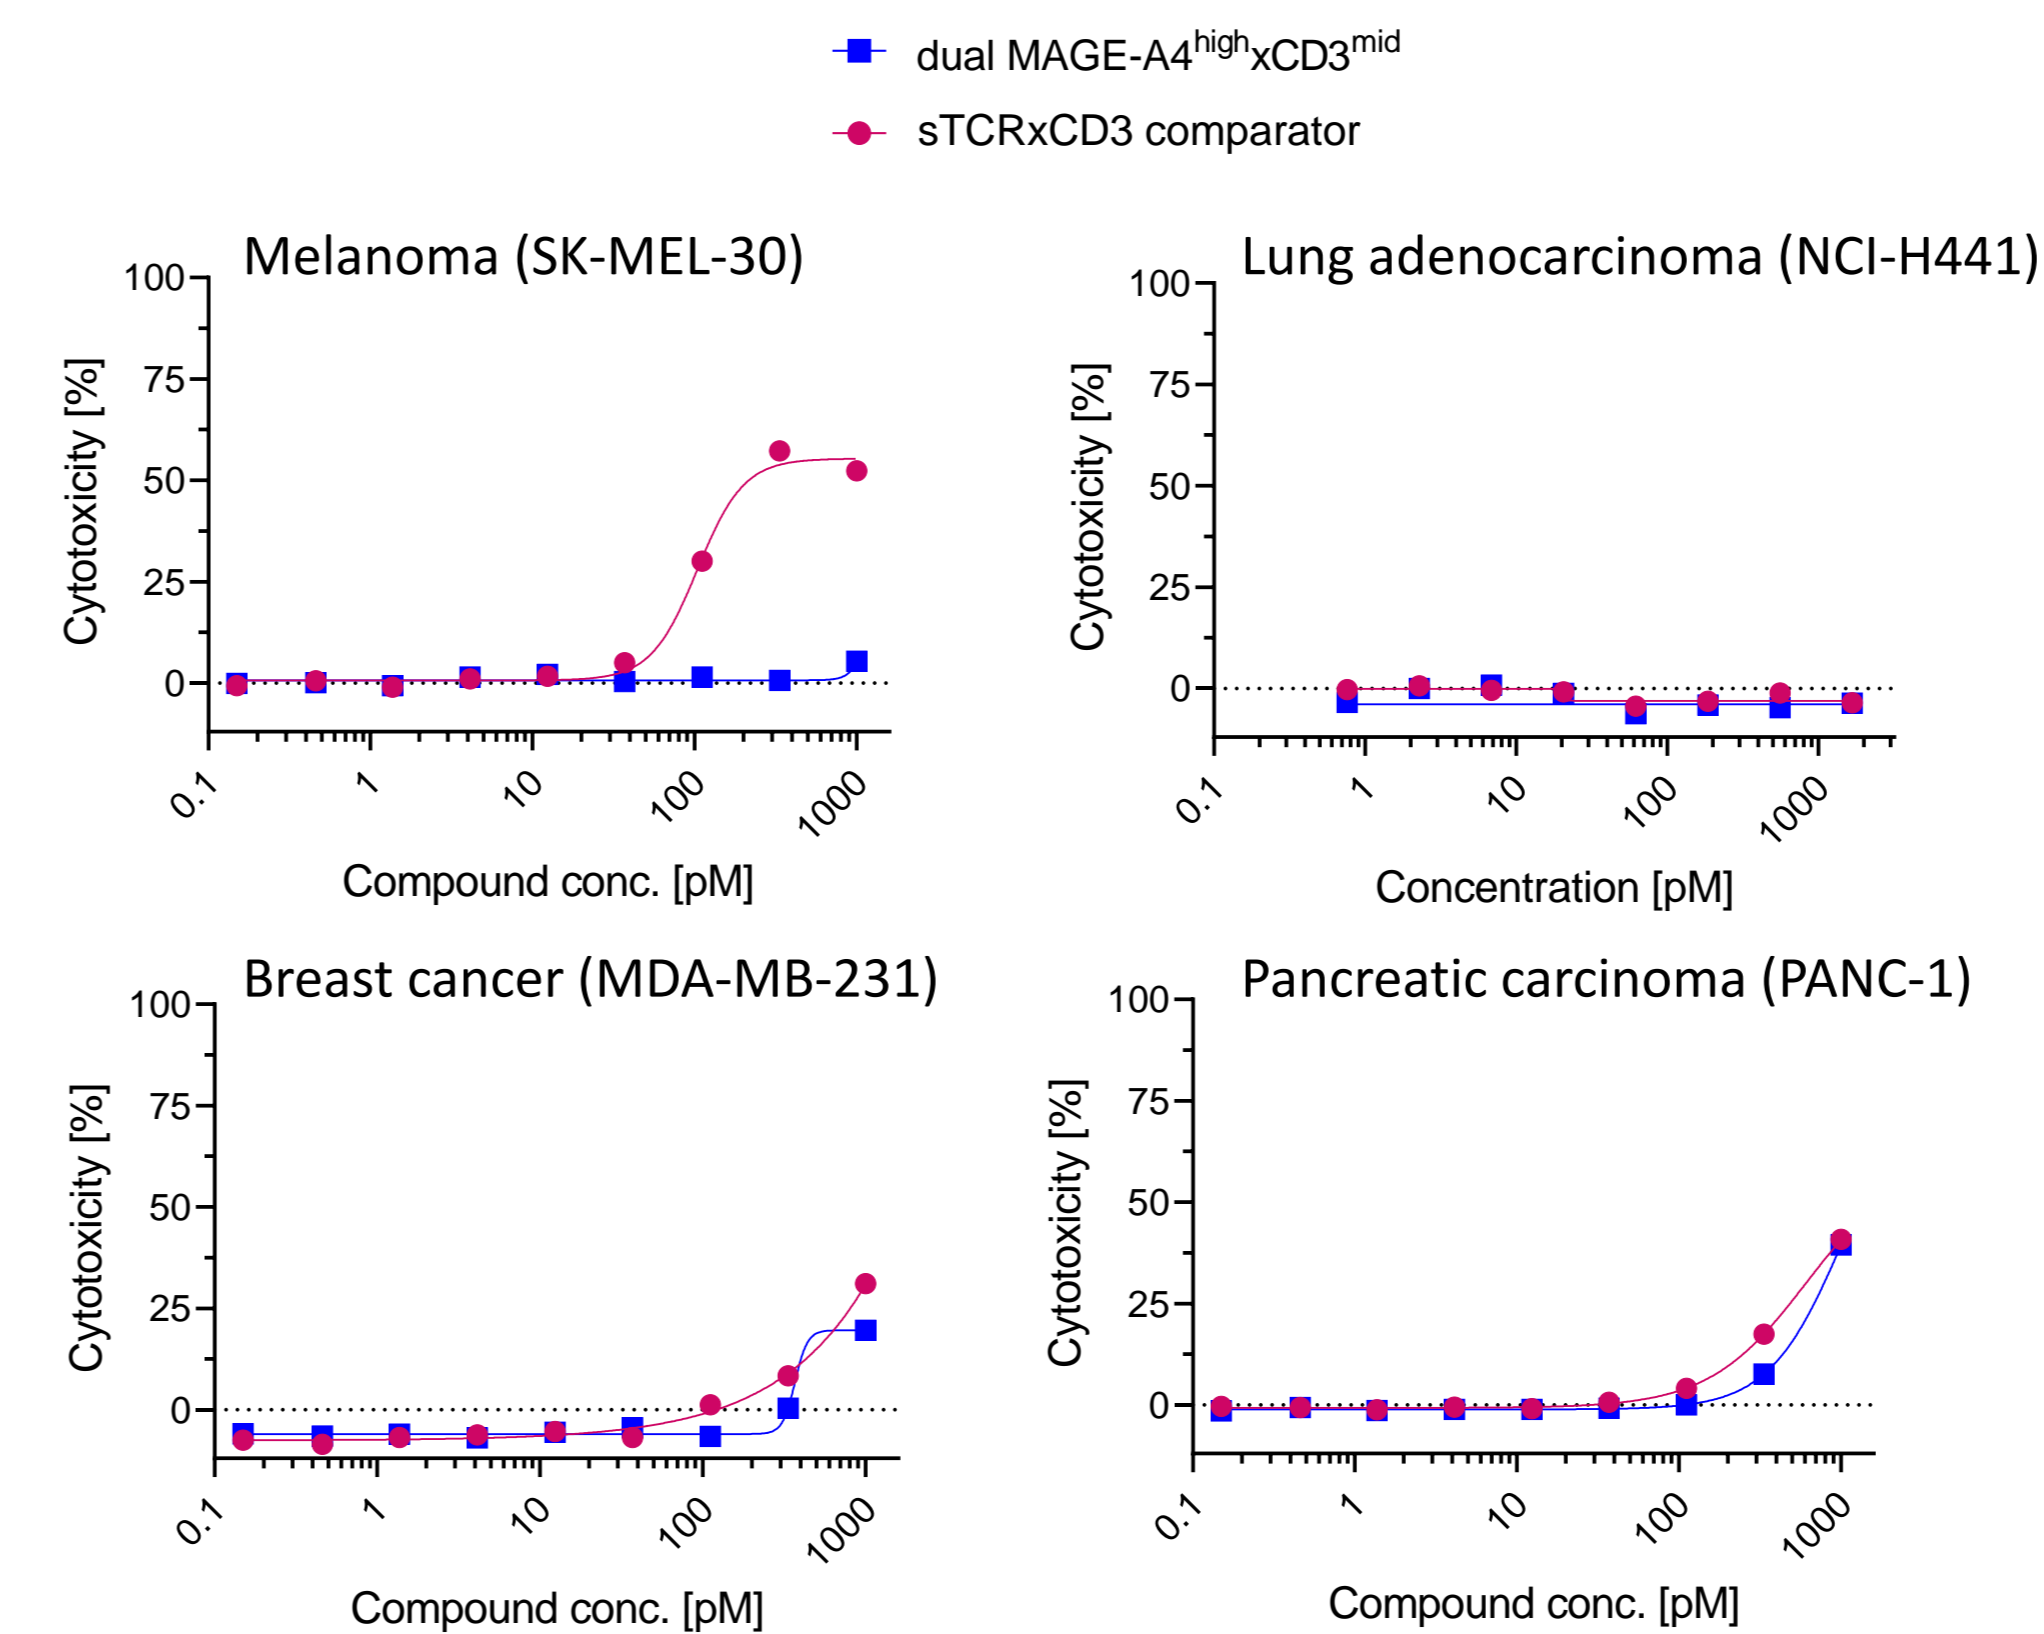 dual MAGE-A4highxCD3mid
sTCRxCD3 comparator
Melanoma (SK-MEL-30)
100
75
50
25
0
Cytotoxicity [%]
0.1
1
10
100
1000
Compound conc. [pM]
Lung adenocarcinoma (NCI-H441)
100
75
50
25
0
Cytotoxicity [%]
0.1
1
10
100
1000
Concentration [pM]
Breast cancer (MDA-MB-231)
100
75
50
25
0
Cytotoxicity [%]
0.1
1
10
100
1000
Compound conc. [pM]
Pancreatic carcinoma (PANC-1)
100
75
50
25
0
Cytotoxicity [%]
0.1
1
10
100
1000
Compound conc. [pM]